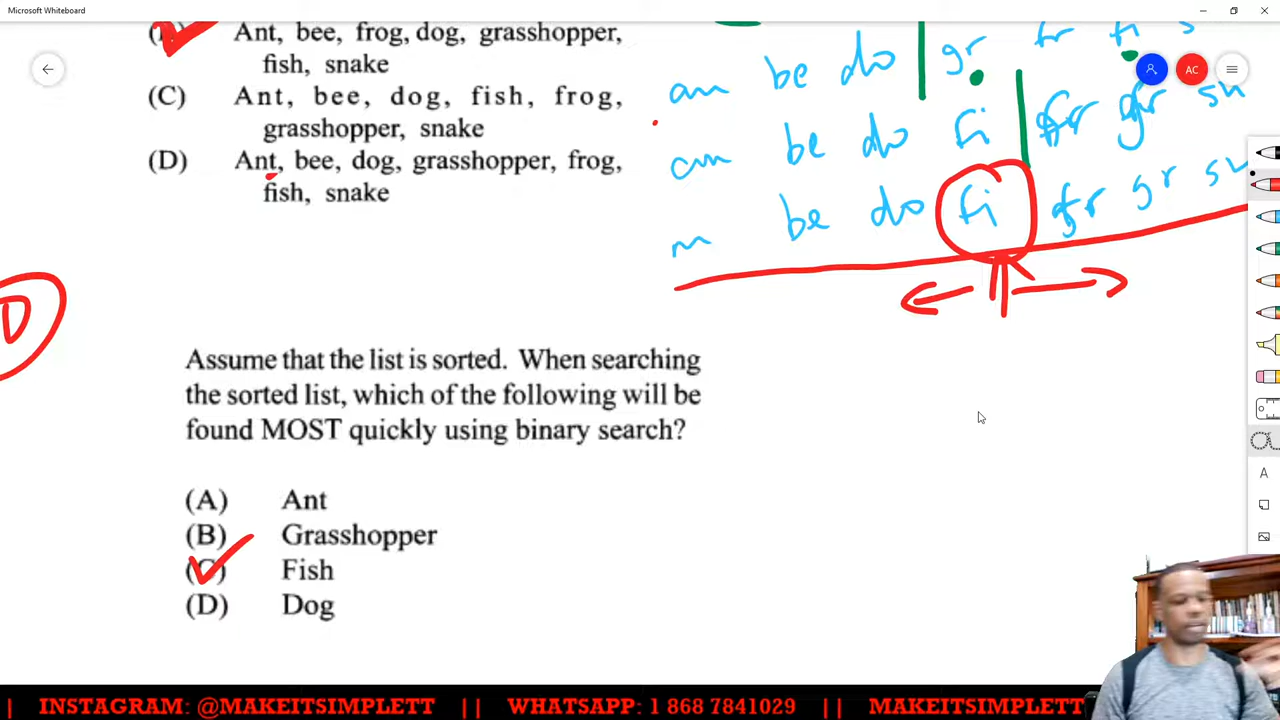 Microsoft Whiteboard
Ant, bee, frog, dog, grasshopper,
fish, snake
(C) Ant, bee, dog, fish, frog,
grasshopper, snake
(D) Ant, bee, dog, grasshopper, frog,
fish, snake
an be do gr fr fi s
an be do fi fr gr sn
be do fi fr gr sn
AC
D
Assume that the list is sorted. When searching
the sorted list, which of the following will be
found MOST quickly using binary search?
(A) Ant
(B) Grasshopper
(C) Fish
(D) Dog
A
| INSTAGRAM: @MAKEITSIMPLETT || WHATSAPP: 1 868 7841029 || MAKEITSIMPLETT